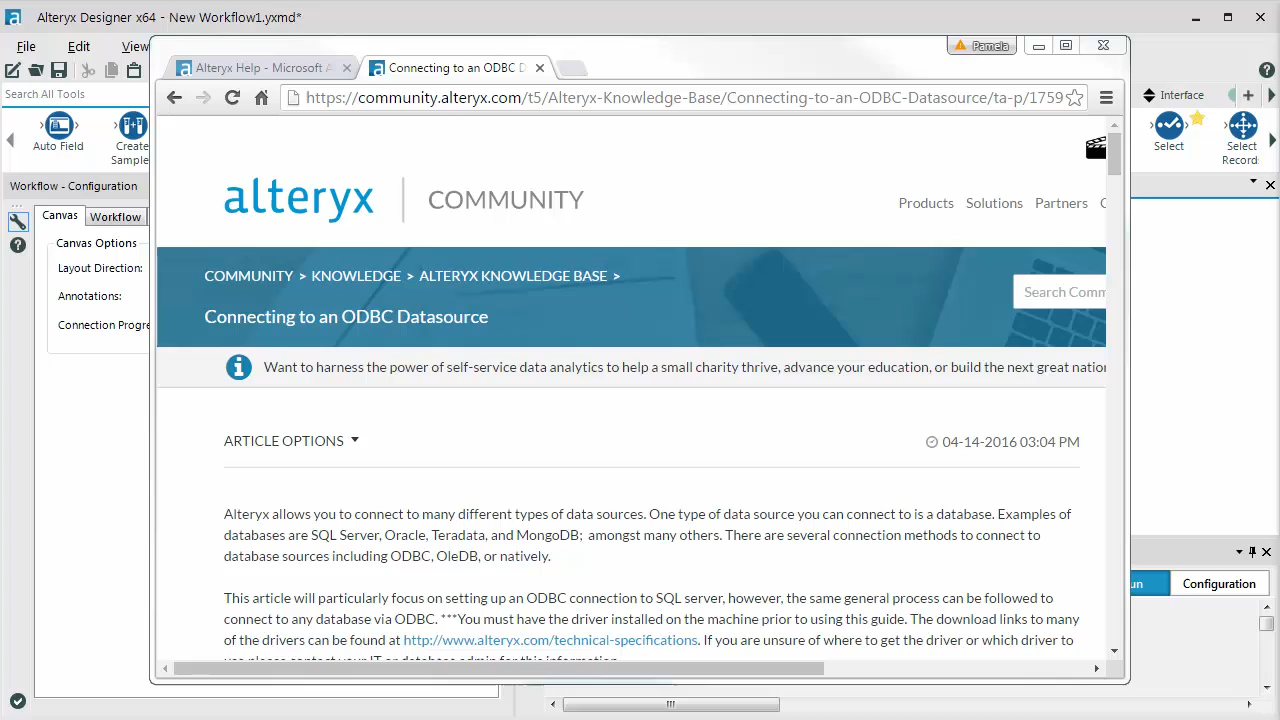 Alteryx Designer x64 - New Workflow1.yxmd*
File Edit View
Pamela
Alteryx Help - Microsoft A
Connecting to an ODBC D
https://community.alteryx.com/t5/Alteryx-Knowledge-Base/Connecting-to-an-ODBC-Datasource/ta-p/1759
Search All Tools
Interface
Auto Field
Create
Sample
Select
Select
Record
Workflow - Configuration
Canvas Workflow
Canvas Options
Layout Direction:
Annotations:
Connection Progre
alteryx COMMUNITY
Products Solutions Partners
COMMUNITY > KNOWLEDGE > ALTERYX KNOWLEDGE BASE >
Connecting to an ODBC Datasource
Search Comm
Want to harness the power of self-service data analytics to help a small charity thrive, advance your education, or build the next great nation
ARTICLE OPTIONS
04-14-2016 03:04 PM
Alteryx allows you to connect to many different types of data sources. One type of data source you can connect to is a database. Examples of
databases are SQL Server, Oracle, Teradata, and MongoDB; amongst many others. There are several connection methods to connect to
database sources including ODBC, OleDB, or natively.
This article will particularly focus on setting up an ODBC connection to SQL server, however, the same general process can be followed to
connect to any database via ODBC. ***You must have the driver installed on the machine prior to using this guide. The download links to many
of the drivers can be found at http://www.alteryx.com/technical-specifications. If you are unsure of where to get the driver or which driver to
un Configuration